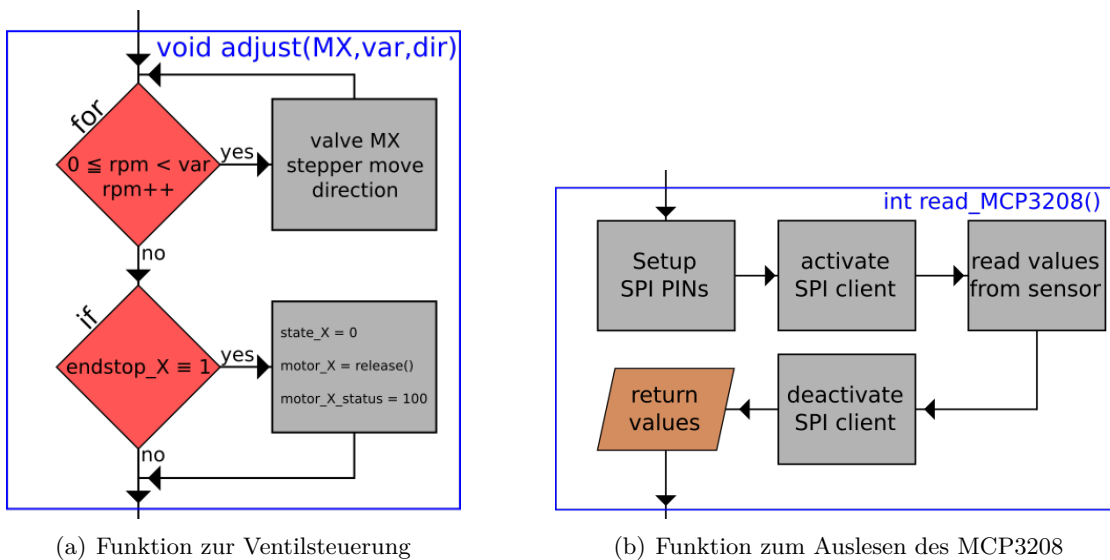 void adjust(MX,var,dir)
for
0 ≦ rpm < var
rpm++
yes
valve MX
stepper move
direction
no
if
endstop_X ≡ 1
yes
state_X = 0
motor_X = release()
motor_X_status = 100
no
(a) Funktion zur Ventilsteuerung
int read_MCP3208()
Setup
SPI PINs
activate
SPI client
read values
from sensor
deactivate
SPI client
return
values
(b) Funktion zum Auslesen des MCP3208